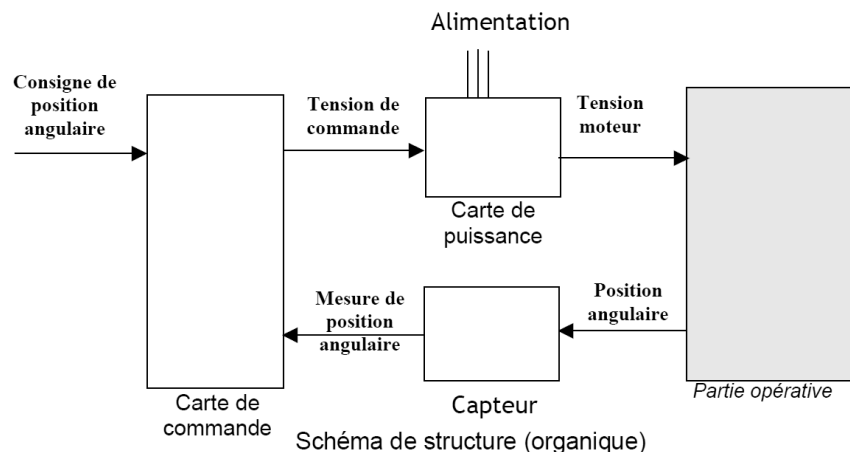 Alimentation
Consigne de
position
angulaire
Tension de
commande
Tension
moteur
Carte de
puissance
Mesure de
position
angulaire
Position
angulaire
Carte de
commande
Capteur
Partie opérative
Schéma de structure (organique)